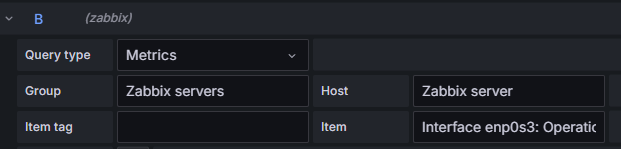 B (zabbix)
Query type Metrics
Group Zabbix servers Host Zabbix server
Item tag Item Interface enp0s3: Operatic